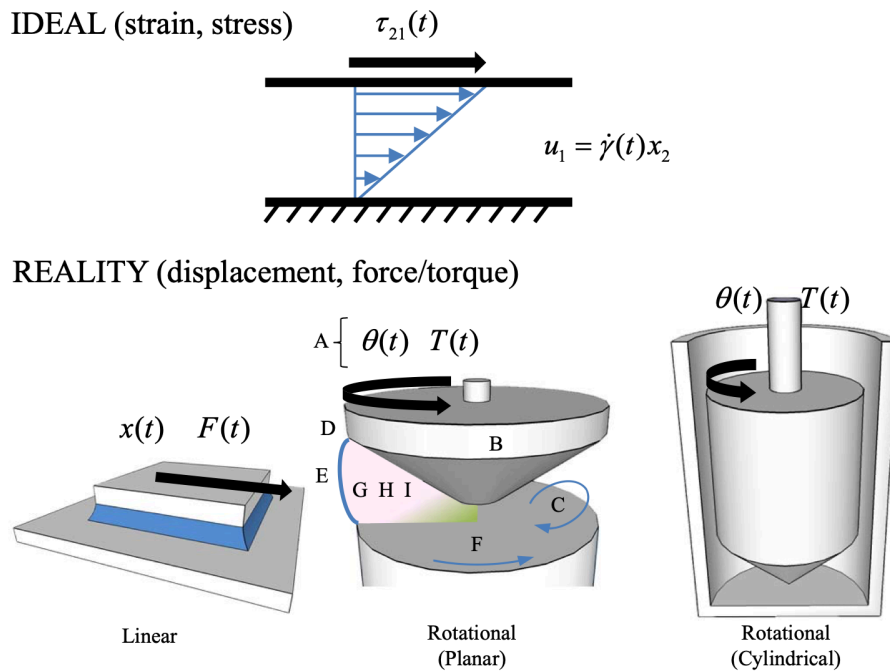 IDEAL (strain, stress)
τ₂₁(t)
u₁ = γ̇(t)x₂
REALITY (displacement, force/torque)
x(t) F(t)
A
θ(t) T(t)
B
C
D
E
F
G H I
θ(t) T(t)
Linear
Rotational
(Planar)
Rotational
(Cylindrical)